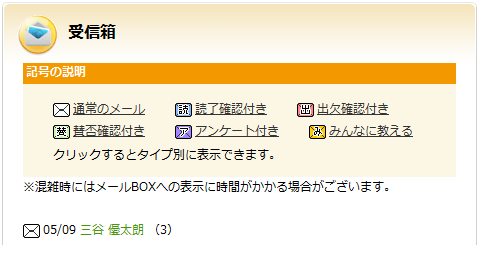 受信箱
記号の説明
通常のメール 読 読了確認付き 出 出欠確認付き
賛 賛否確認付き ア アンケート付き み みんなに教える
クリックするとタイプ別に表示できます。
※混雑時にはメールBOXへの表示に時間がかかる場合がございます。
05/09 三谷 優太朗 （3）